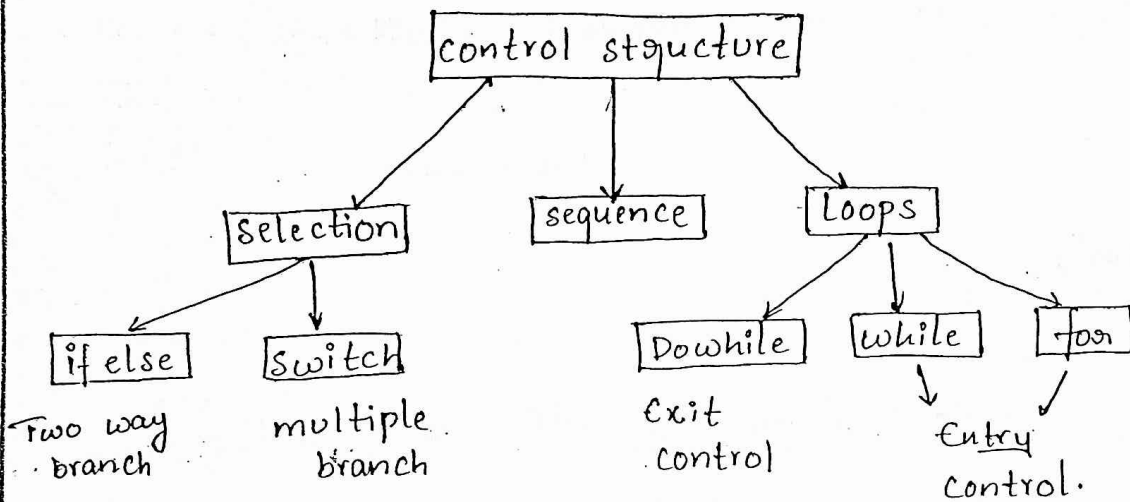 control structure
Selection
sequence
Loops
if else
switch
Dowhile
while
for
Two way
branch
multiple
branch
Exit
control
Entry
control.